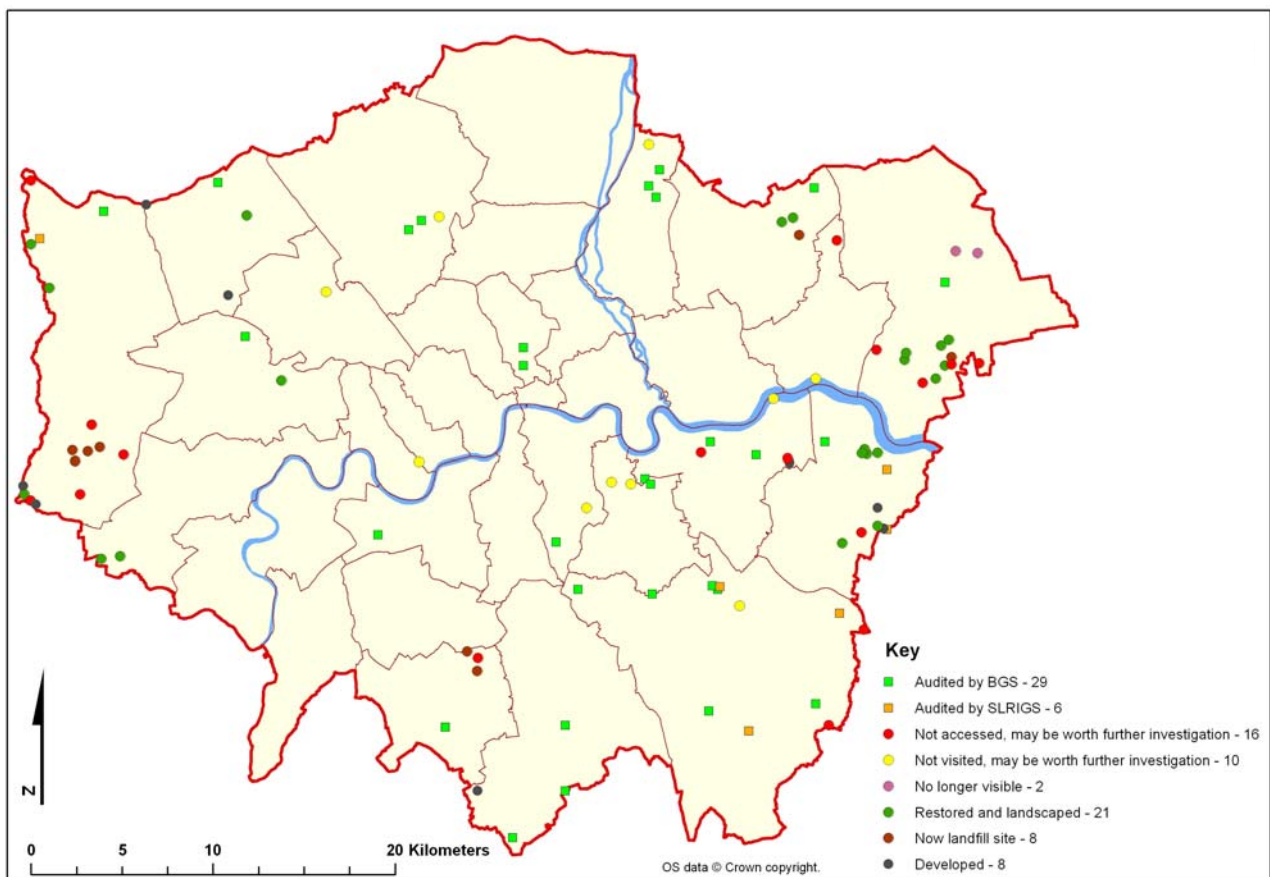 Key
Audited by BGS - 29
Audited by SLRIGS - 6
Not accessed, may be worth further investigation - 16
Not visited, may be worth further investigation - 10
No longer visible - 2
Restored and landscaped - 21
Now landfill site - 8
Developed - 8
N
0 5 10 20 Kilometers
OS data © Crown copyright.